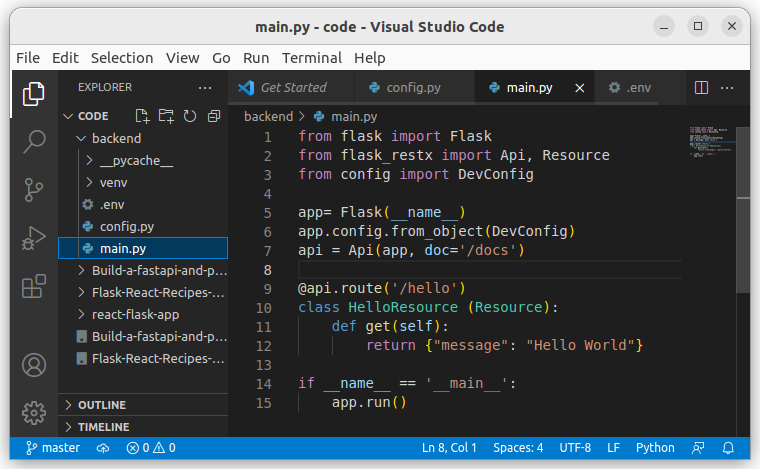 main.py - code - Visual Studio Code
File Edit Selection View Go Run Terminal Help
EXPLORER
CODE
backend
__pycache__
venv
.env
config.py
main.py
Build-a-fastapi-and-p...
Flask-React-Recipes-...
react-flask-app
Build-a-fastapi-and-p...
Flask-React-Recipes-...
OUTLINE
TIMELINE
Get Started config.py main.py .env
backend > main.py
1 from flask import Flask
2 from flask_restx import Api, Resource
3 from config import DevConfig
4
5 app= Flask(__name__)
6 app.config.from_object(DevConfig)
7 api = Api(app, doc='/docs')
8
9 @api.route('/hello')
10 class HelloResource (Resource):
11     def get(self):
12         return {"message": "Hello World"}
13
14 if __name__ == '__main__':
15     app.run()
master 0 0 Ln 8, Col 1 Spaces: 4 UTF-8 LF Python